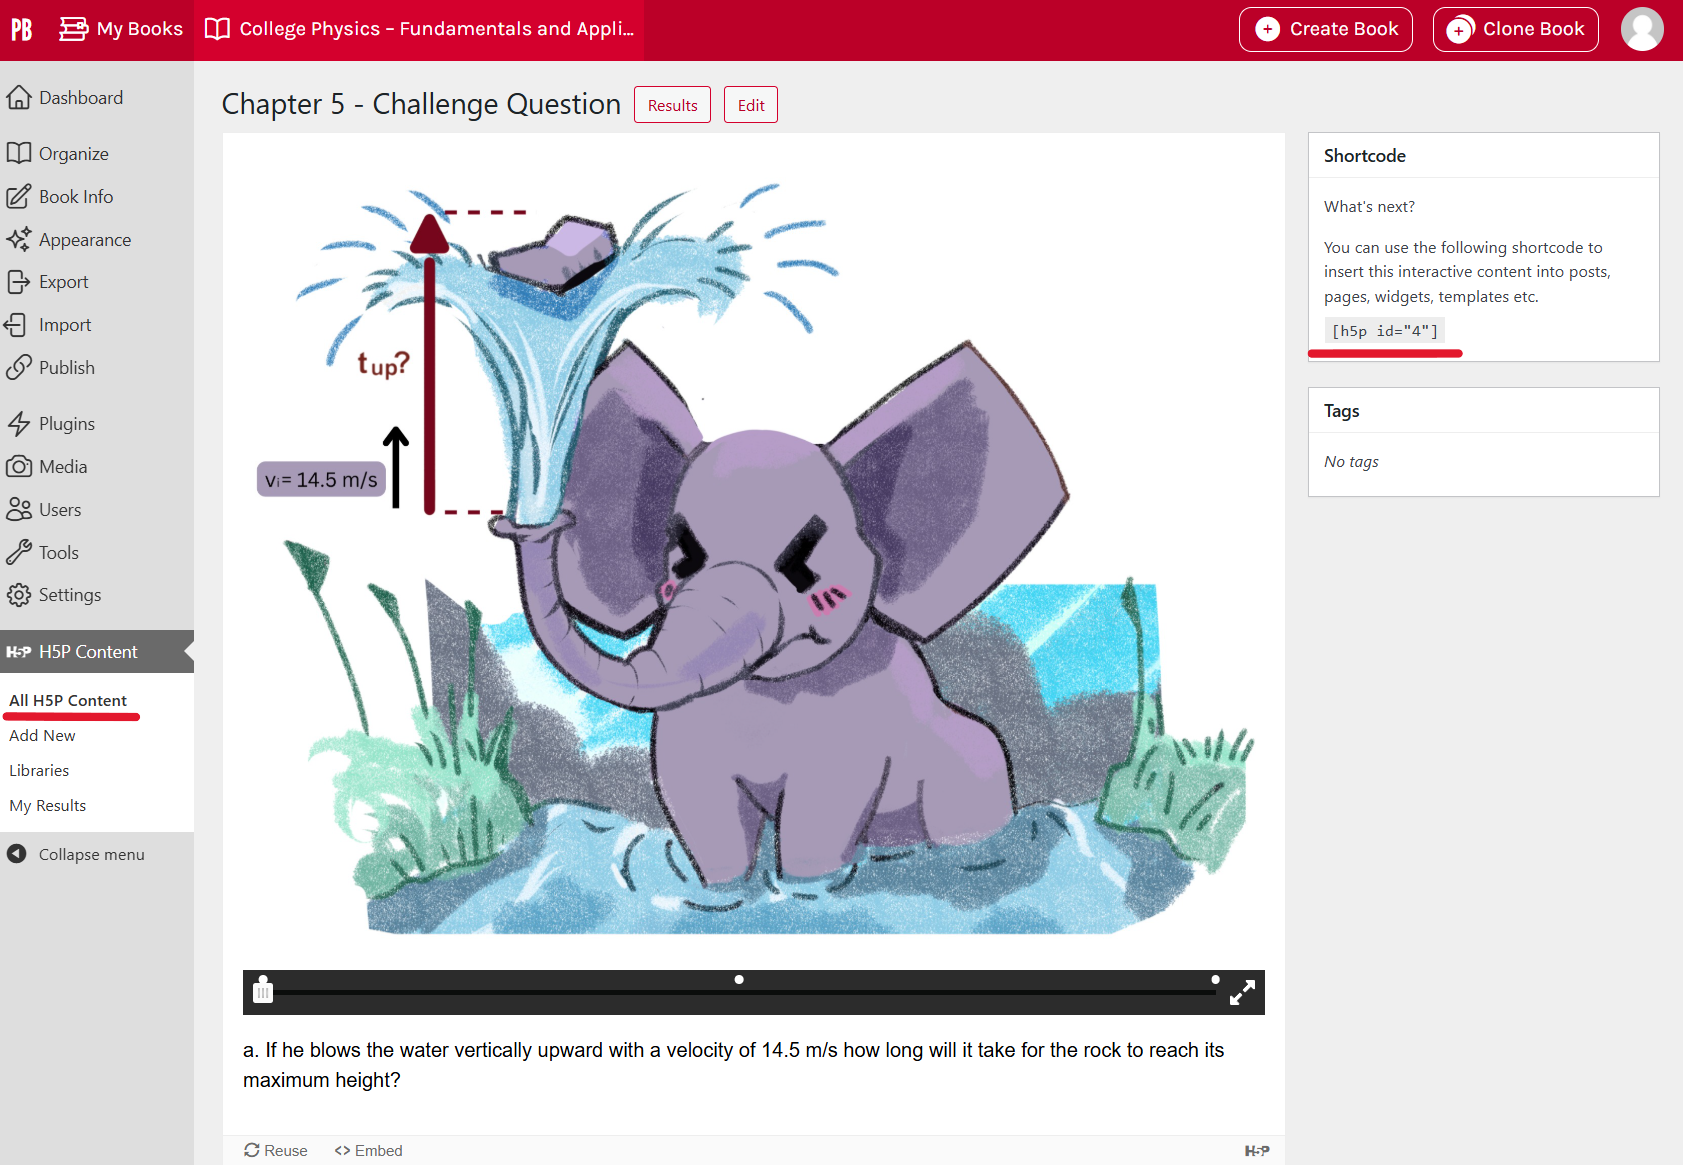 PB My Books College Physics – Fundamentals and Appli... Create Book Clone Book
Dashboard
Organize
Book Info
Appearance
Export
Import
Publish
Plugins
Media
Users
Tools
Settings
H5P H5P Content
All H5P Content
Add New
Libraries
My Results
Collapse menu
Chapter 5 - Challenge Question Results Edit
t up?
vi= 14.5 m/s
a. If he blows the water vertically upward with a velocity of 14.5 m/s how long will it take for the rock to reach its
maximum height?
Reuse <> Embed H5P
Shortcode
What's next?
You can use the following shortcode to
insert this interactive content into posts,
pages, widgets, templates etc.
[h5p id="4"]
Tags
No tags